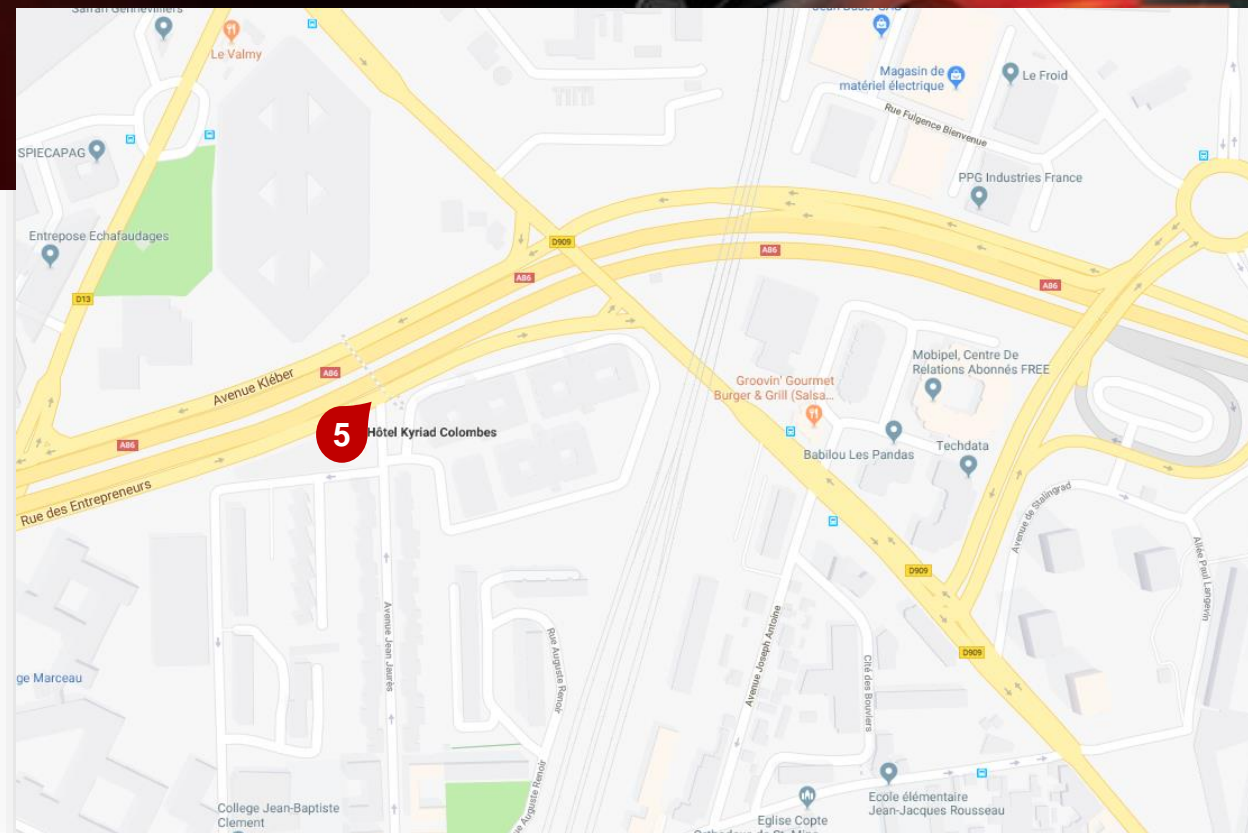 Safran Gennevilliers
Le Valmy
Magasin de
matériel électrique
Le Froid
Rue Fulgence Bienvenue
SPIECAPAG
PPG Industries France
Entrepose Echafaudages
D909
A86
A86
A86
D13
Avenue Kléber
A86
Mobipel, Centre De
Relations Abonnés FREE
Groovin' Gourmet
Burger & Grill (Salsa...
5
Hôtel Kyriad Colombes
A86
Babilou Les Pandas
Techdata
Rue des Entrepreneurs
Avenue de Stalingrad
Allée Paul Langevin
D909
Avenue Jean Jaurès
Rue Auguste Renoir
Avenue Joseph Antoine
Cité des Bouviers
D909
ge Marceau
Auguste Renoir
College Jean-Baptiste
Clement
Ecole élémentaire
Jean-Jacques Rousseau
Eglise Copte